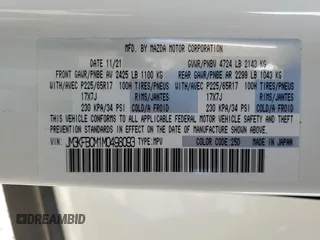 MFD. BY MAZDA MOTOR CORPORATION
DATE 11/21 GVWR/PNBV 4724 LB 2143 KG
FRONT GAWR/PNBE AV 2425 LB 1100 KG REAR GAWR/PNBE AR 2299 LB 1043 KG
WITH/AVEC P225/65R17 100H TIRES/PNEUS WITH/AVEC P225/65R17 100H TIRES/PNEUS
17X7J RIMS/JANTES 17X7J RIMS/JANTES
230 KPA/34 PSI COLD/A FROID 230 KPA/34 PSI COLD/A FROID
THIS VEHICLE CONFORMS TO ALL APPLICABLE FEDERAL MOTOR VEHICLE
SAFETY, BUMPER, AND THEFT PREVENTION STANDARDS IN EFFECT ON
THE DATE OF MANUFACTURE SHOWN ABOVE.
VIN: JM3KFBCM1M0498093 TYPE:MPV
COLOR CODE:25D MADE IN JAPAN
CARDEBID.COM